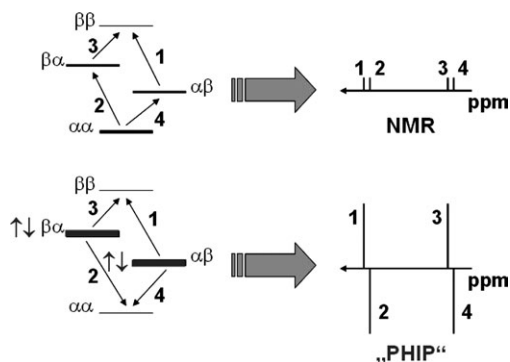 ββ
3 1
βα
αβ
2
4
αα
1 2 3 4
ppm
NMR
ββ
3
1
↑↓ βα
↑↓ αβ
2
4
αα
1 3
ppm
2 4
„PHIP“